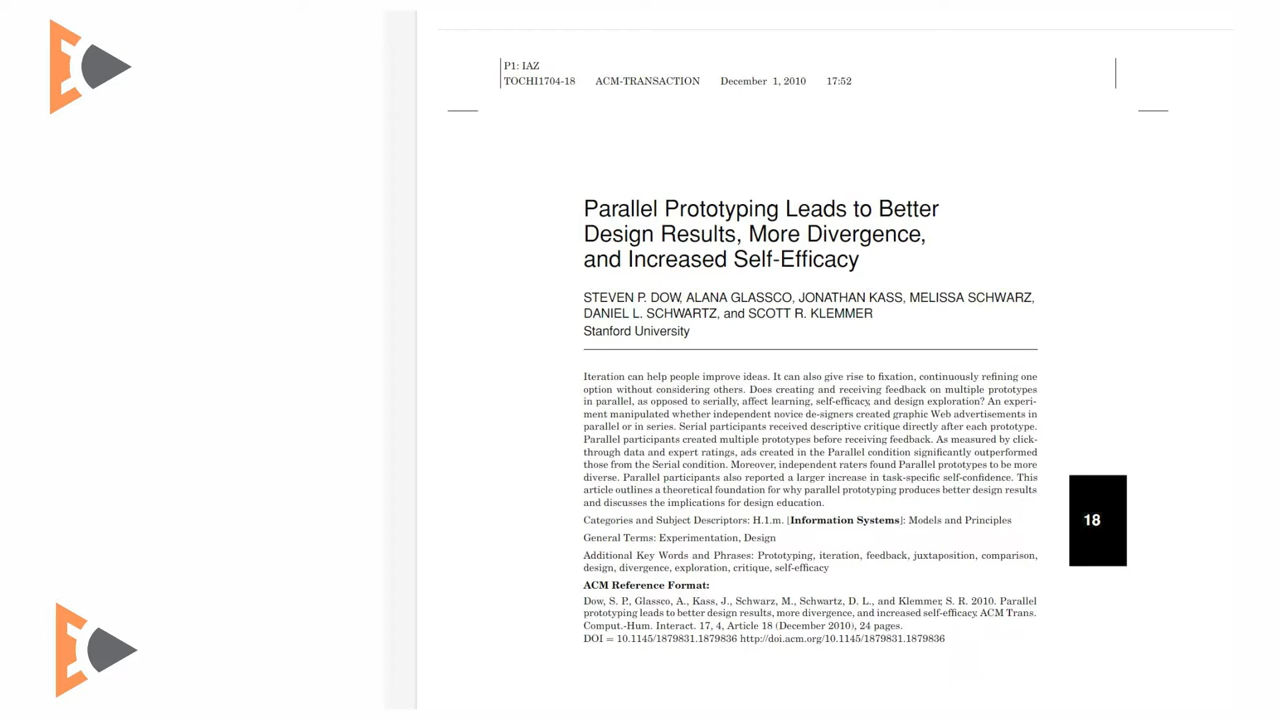 P1: IAZ
TOCHI1704-18 ACM-TRANSACTION December 1, 2010 17:52
Parallel Prototyping Leads to Better
Design Results, More Divergence,
and Increased Self-Efficacy
STEVEN P. DOW, ALANA GLASSCO, JONATHAN KASS, MELISSA SCHWARZ,
DANIEL L. SCHWARTZ, and SCOTT R. KLEMMER
Stanford University
Iteration can help people improve ideas. It can also give rise to fixation, continuously refining one
option without considering others. Does creating and receiving feedback on multiple prototypes
in parallel, as opposed to serially, affect learning, self-efficacy, and design exploration? An experi-
ment manipulated whether independent novice de-signers created graphic Web advertisements in
parallel or in series. Serial participants received descriptive critique directly after each prototype.
Parallel participants created multiple prototypes before receiving feedback. As measured by click-
through data and expert ratings, ads created in the Parallel condition significantly outperformed
those from the Serial condition. Moreover, independent raters found Parallel prototypes to be more
diverse. Parallel participants also reported a larger increase in task-specific self-confidence. This
article outlines a theoretical foundation for why parallel prototyping produces better design results
and discusses the implications for design education.
Categories and Subject Descriptors: H.1.m. [Information Systems]: Models and Principles
General Terms: Experimentation, Design
Additional Key Words and Phrases: Prototyping, iteration, feedback, juxtaposition, comparison,
design, divergence, exploration, critique, self-efficacy
ACM Reference Format:
Dow, S. P., Glassco, A., Kass, J., Schwarz, M., Schwartz, D. L., and Klemmer, S. R. 2010. Parallel
prototyping leads to better design results, more divergence, and increased self-efficacy. ACM Trans.
Comput.-Hum. Interact. 17, 4, Article 18 (December 2010), 24 pages.
DOI = 10.1145/1879831.1879836 http://doi.acm.org/10.1145/1879831.1879836
18